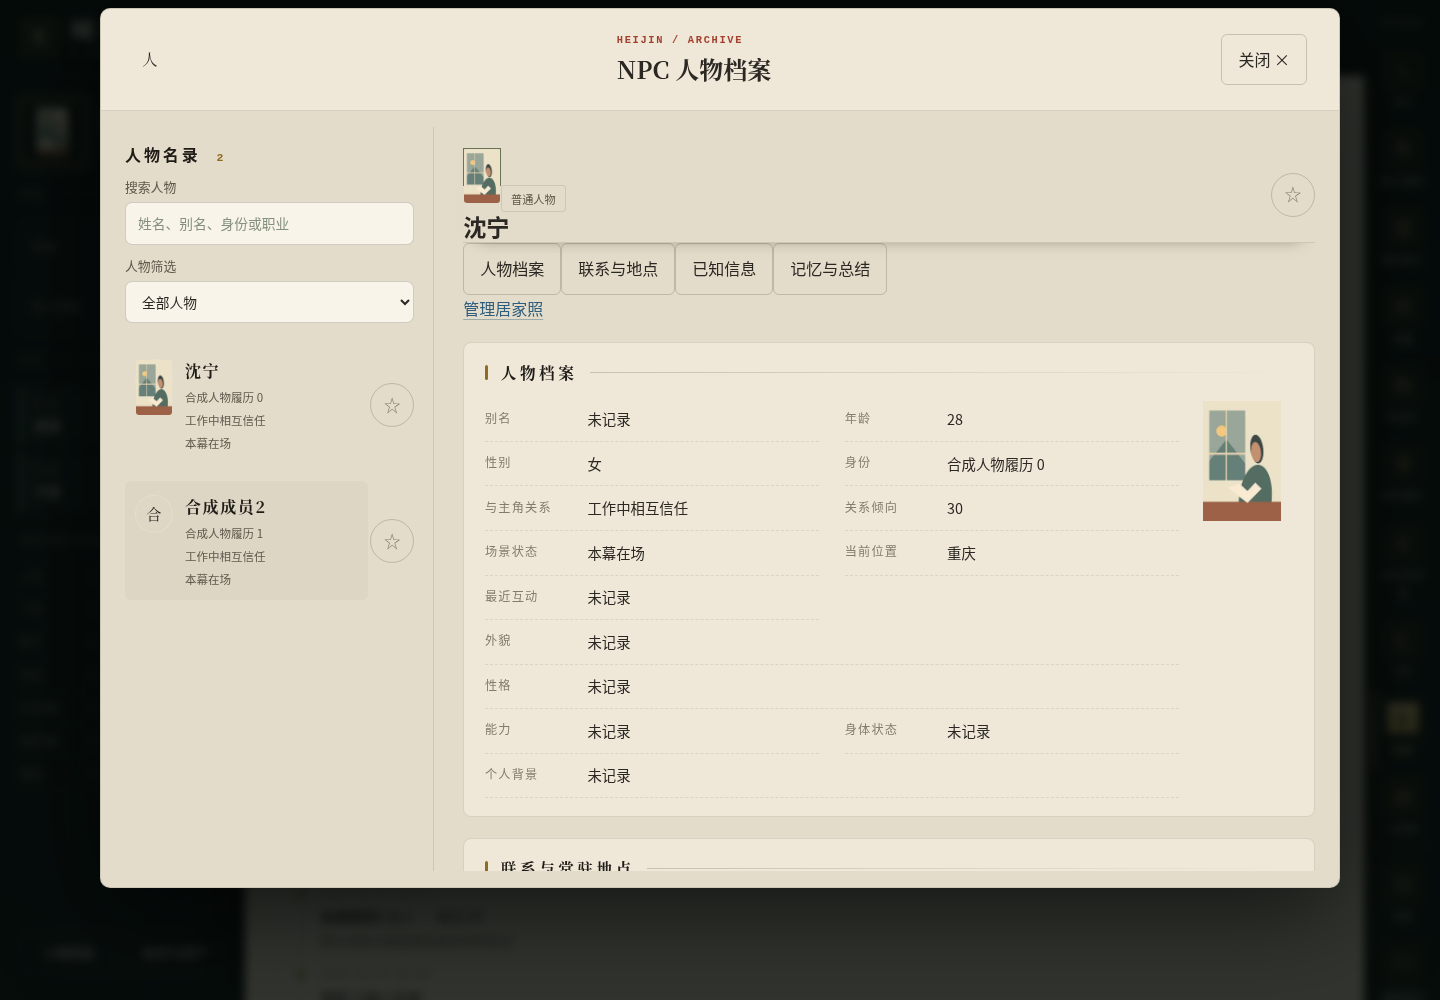 人
HEIJIN / ARCHIVE
NPC 人物档案
关闭 ×
人物名录 2
搜索人物
姓名、别名、身份或职业
人物筛选
全部人物
沈宁
合成人物履历 0
工作中相互信任
本幕在场
☆
合
合成成员2
合成人物履历 1
工作中相互信任
本幕在场
☆
普通人物
沈宁
☆
人物档案 联系与地点 已知信息 记忆与总结
管理居家照
人物档案
别名 未记录 年龄 28
性别 女 身份 合成人物履历 0
与主角关系 工作中相互信任 关系倾向 30
场景状态 本幕在场 当前位置 重庆
最近互动 未记录
外貌 未记录
性格 未记录
能力 未记录 身体状态 未记录
个人背景 未记录
联系与常驻地点